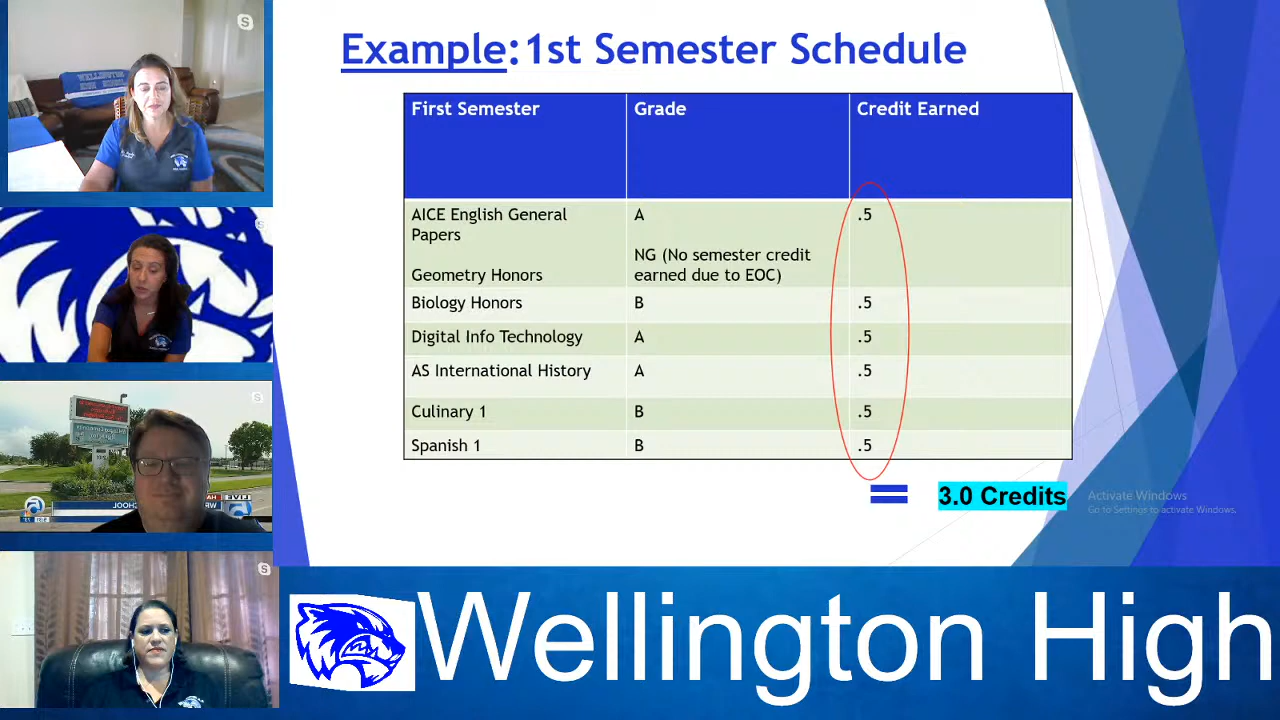 Example: 1st Semester Schedule
First Semester
Grade
Credit Earned
AICE English General
Papers
A
.5
Geometry Honors
NG (No semester credit
earned due to EOC)
Biology Honors
B
.5
Digital Info Technology
A
.5
AS International History
A
.5
Culinary 1
B
.5
Spanish 1
B
.5
= 3.0 Credits
Activate Windows
Go to Settings to activate Windows.
WELLINGTON
LIVE
Wellington High